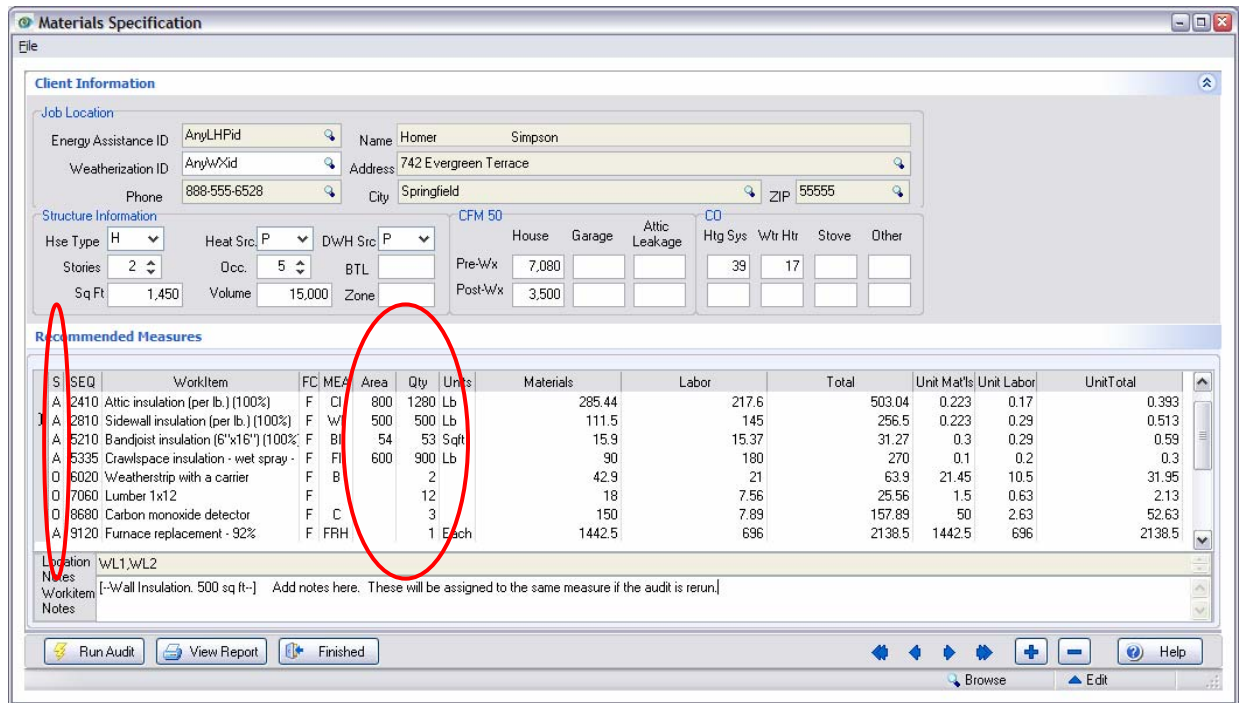 Materials Specification
File
Client Information
Job Location
Energy Assistance ID AnyLHPid Name Homer Simpson
Weatherization ID AnyWXid Address 742 Evergreen Terrace
Phone 888-555-6528 City Springfield ZIP 55555
Structure Information CFM 50 CO
House Garage Attic Leakage Htg Sys Wtr Htr Stove Other
Hse Type H Heat Src. P DWH Src P
Stories 2 Occ. 5 BTL Pre-Wx 7,080 39 17
Sq Ft 1,450 Volume 15,000 Zone Post-Wx 3,500
Recommended Measures
S SEQ WorkItem FC MEA Area Qty Units Materials Labor Total Unit Mat'ls Unit Labor UnitTotal
A 2410 Attic insulation (per lb.) (100%) F CI 800 1280 Lb 285.44 217.6 503.04 0.223 0.17 0.393
A 2810 Sidewall insulation (per lb.) (100%) F WI 500 500 Lb 111.5 145 256.5 0.223 0.29 0.513
A 5210 Bandjoist insulation (6"x16") (100% F BI 54 53 Sqft 15.9 15.37 31.27 0.3 0.29 0.59
A 5335 Crawlspace insulation - wet spray - F FI 600 900 Lb 90 180 270 0.1 0.2 0.3
O 6020 Weatherstrip with a carrier F B 2 42.9 21 63.9 21.45 10.5 31.95
O 7060 Lumber 1x12 F 12 18 7.56 25.56 1.5 0.63 2.13
O 8680 Carbon monoxide detector F C 3 150 7.89 157.89 50 2.63 52.63
A 9120 Furnace replacement - 92% F FRH 1 Each 1442.5 696 2138.5 1442.5 696 2138.5
Location Notes WL1,WL2
Workitem Notes [--Wall Insulation. 500 sq ft--] Add notes here. These will be assigned to the same measure if the audit is rerun.
Run Audit View Report Finished Help
Browse Edit